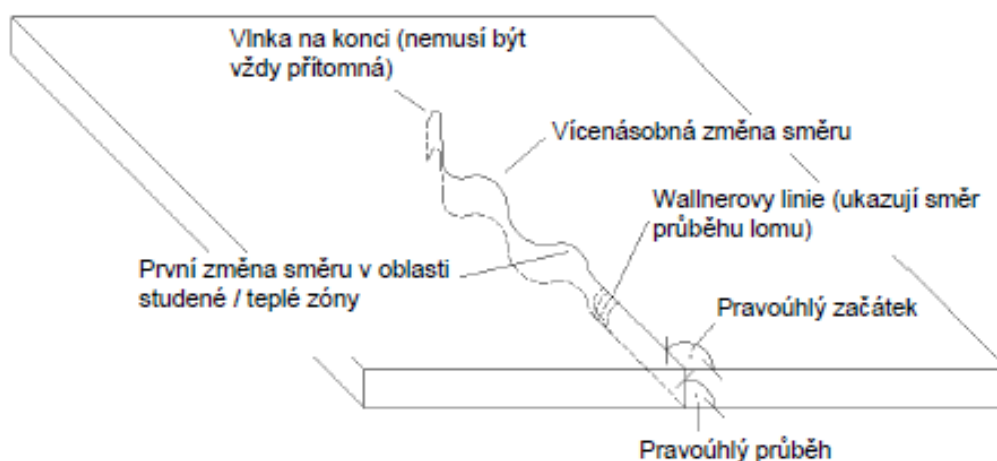 Vlnka na konci (nemusí být
vždy přítomná)
Vícenásobná změna směru
Wallnerovy linie (ukazují směr
průběhu lomu)
První změna směru v oblasti
studené / teplé zóny
Pravoúhlý začátek
Pravoúhlý průběh